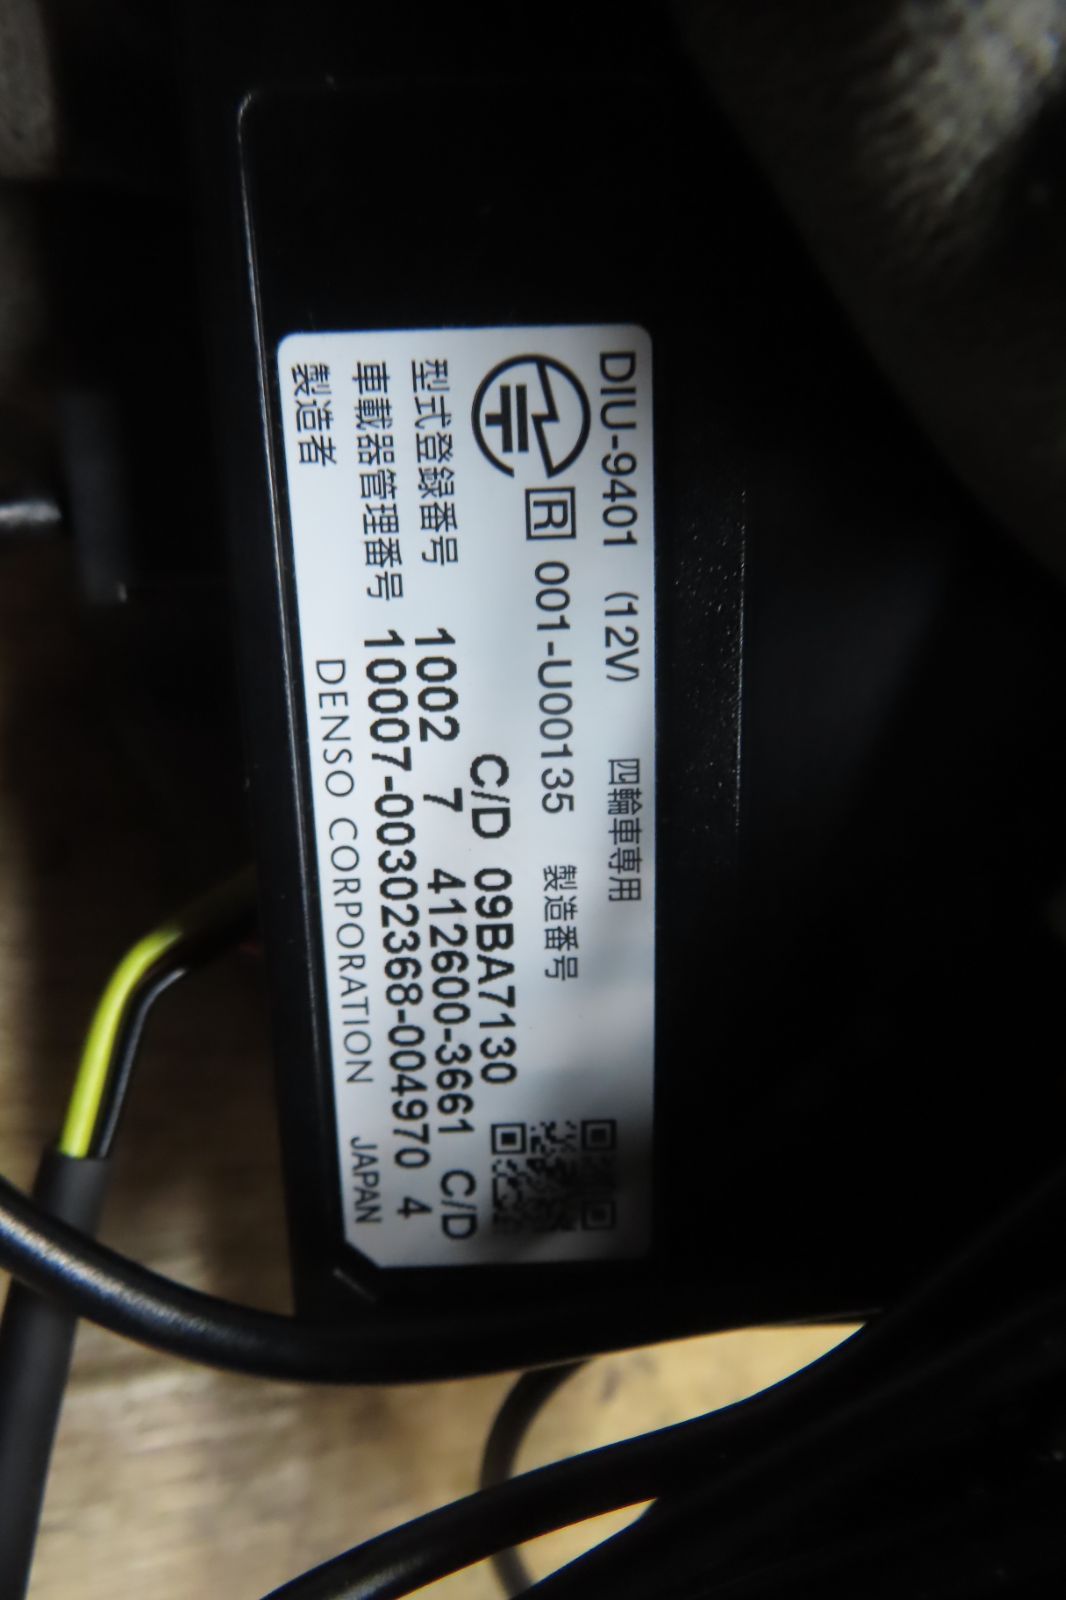 DIU-9401 (12V) 四輪車専用
R 001-U00135 製造番号
C/D 09BA7130
型式登録番号 1002 7 412600-3661 C/D
車載器管理番号 10007-00302368-004970 4
製造者 DENSO CORPORATION JAPAN